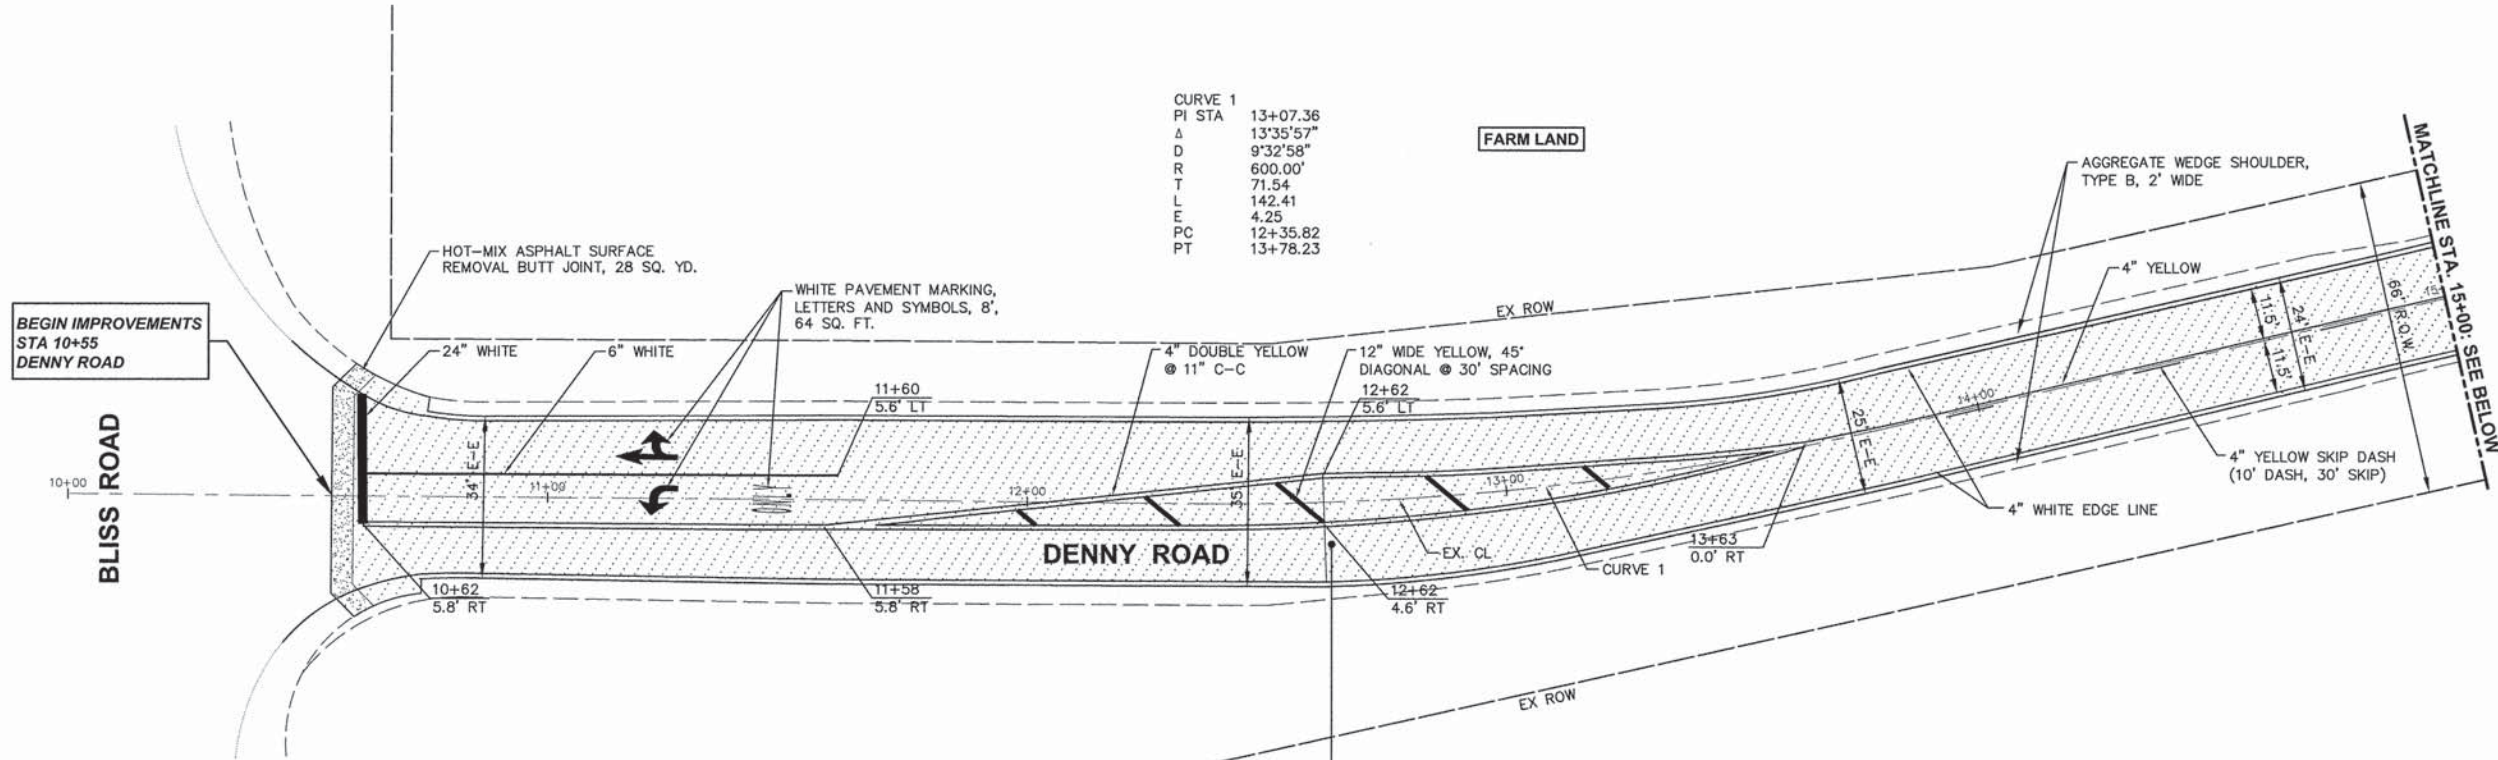 CURVE 1
PI STA 13+07.36
Δ 13°35'57"
D 9°32'58"
R 600.00'
T 71.54
L 142.41
E 4.25
PC 12+35.82
PT 13+78.23
FARM LAND
MATCHLINE STA. 15+00: SEE BELOW
AGGREGATE WEDGE SHOULDER,
TYPE B, 2' WIDE
HOT-MIX ASPHALT SURFACE
REMOVAL BUTT JOINT, 28 SQ. YD.
WHITE PAVEMENT MARKING,
LETTERS AND SYMBOLS, 8',
64 SQ. FT.
4" YELLOW
EX ROW
66' R.O.W.
BEGIN IMPROVEMENTS
STA 10+55
DENNY ROAD
24" WHITE
6" WHITE
4" DOUBLE YELLOW
@ 11" C-C
12" WIDE YELLOW, 45°
DIAGONAL @ 30' SPACING
11+60
5.6' LT
12+62
5.6' LT
11.5'
24' E-E
11.5'
15
14+00
25' E-E
34' E-E
35' E-E
10+00
11+00
12+00
13+00
4" YELLOW SKIP DASH
(10' DASH, 30' SKIP)
4" WHITE EDGE LINE
BLISS ROAD
DENNY ROAD
EX. CL
CURVE 1
13+63
0.0' RT
10+62
5.8' RT
11+58
5.8' RT
12+62
4.6' RT
EX ROW